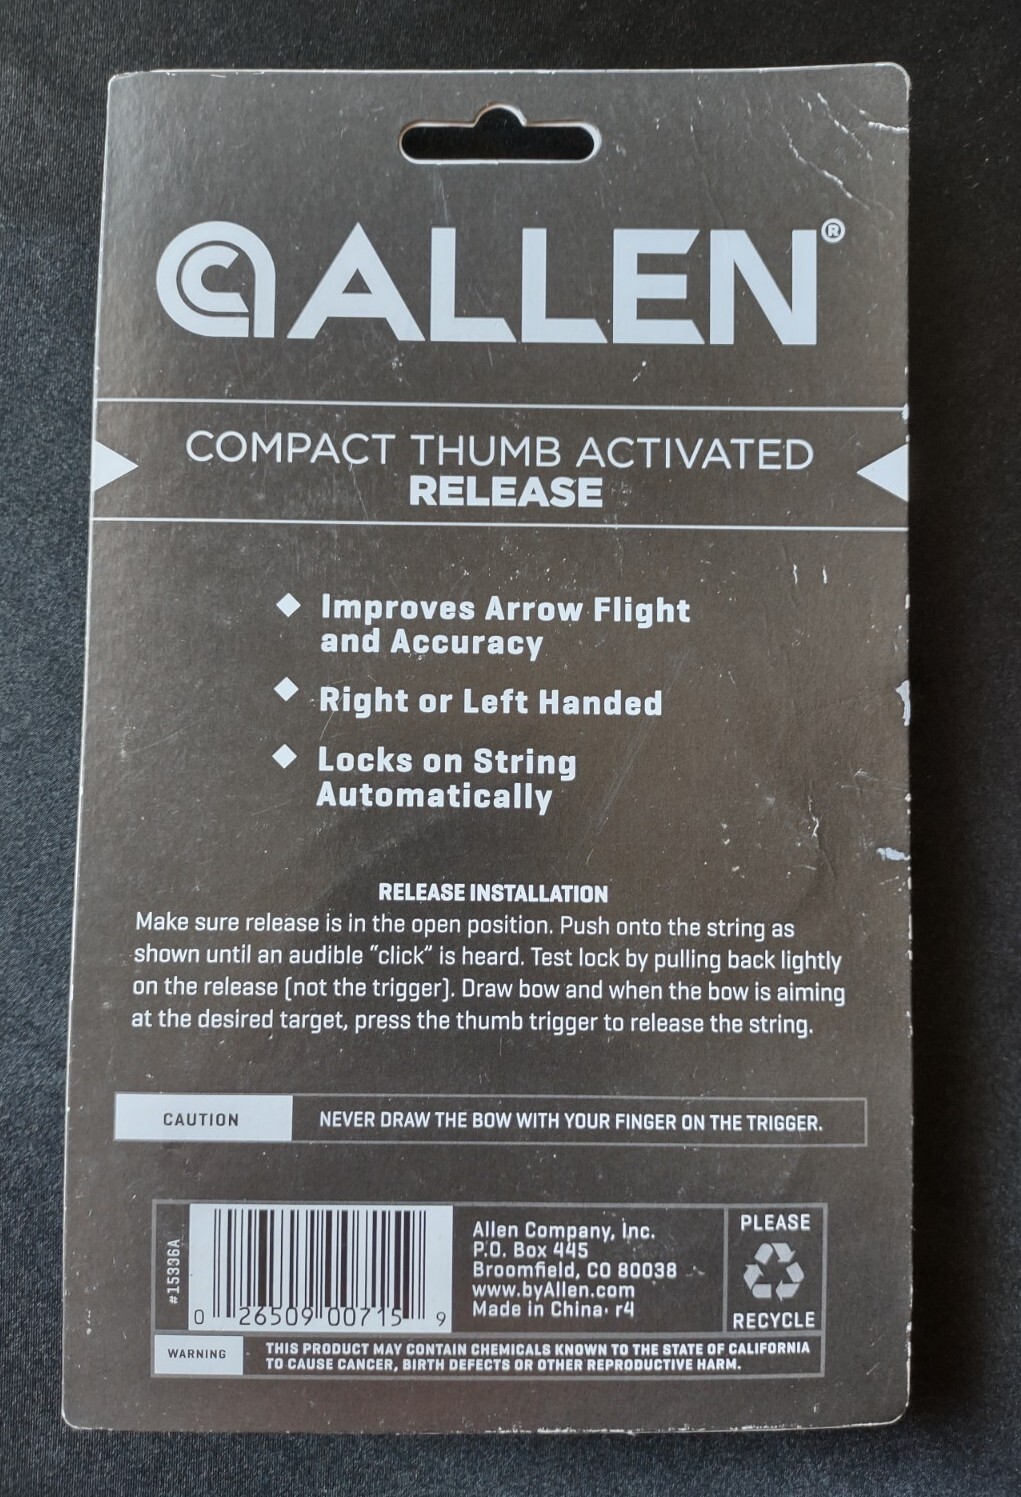 ALLEN®
COMPACT THUMB ACTIVATED
RELEASE
Improves Arrow Flight
and Accuracy
Right or Left Handed
Locks on String
Automatically
RELEASE INSTALLATION
Make sure release is in the open position. Push onto the string as
shown until an audible “click” is heard. Test lock by pulling back lightly
on the release (not the trigger). Draw bow and when the bow is aiming
at the desired target, press the thumb trigger to release the string.
CAUTION NEVER DRAW THE BOW WITH YOUR FINGER ON THE TRIGGER.
#15336A
0 26509 00715 9
Allen Company, Inc.
P.O. Box 445
Broomfield, CO 80038
www.byAllen.com
Made in China· r4
PLEASE
RECYCLE
WARNING
THIS PRODUCT MAY CONTAIN CHEMICALS KNOWN TO THE STATE OF CALIFORNIA
TO CAUSE CANCER, BIRTH DEFECTS OR OTHER REPRODUCTIVE HARM.